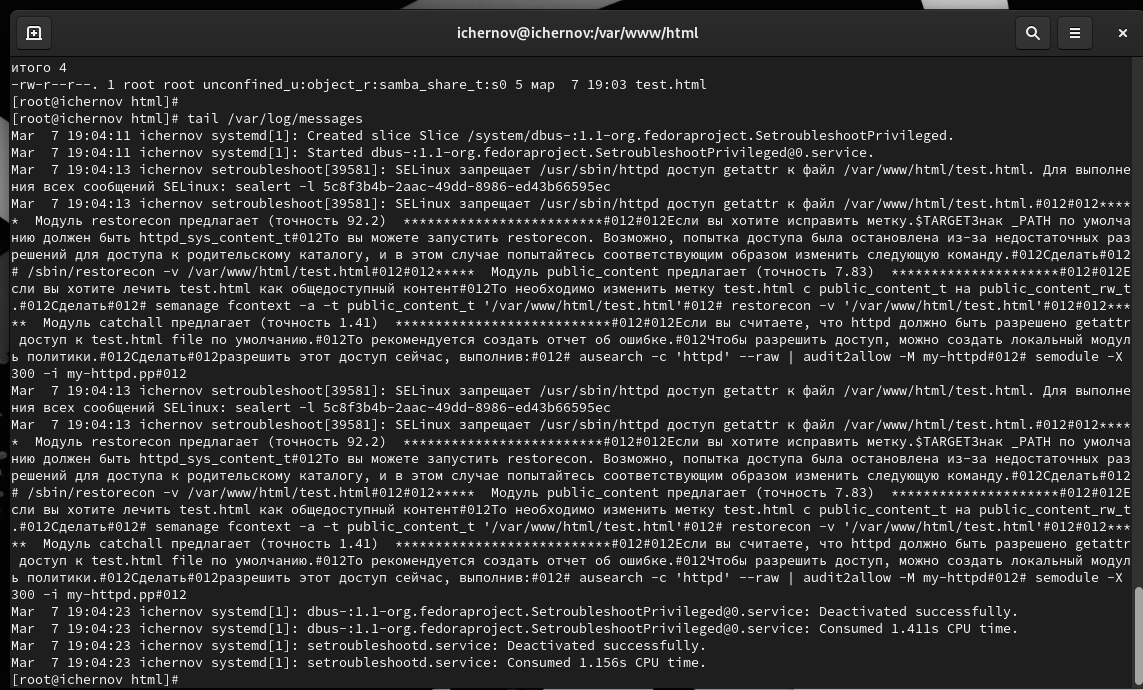 ichernov@ichernov:/var/www/html
итого 4
-rw-r--r--. 1 root root unconfined_u:object_r:samba_share_t:s0 5 мар  7 19:03 test.html
[root@ichernov html]#
[root@ichernov html]# tail /var/log/messages
Mar  7 19:04:11 ichernov systemd[1]: Created slice Slice /system/dbus-:1.1-org.fedoraproject.SetroubleshootPrivileged.
Mar  7 19:04:11 ichernov systemd[1]: Started dbus-:1.1-org.fedoraproject.SetroubleshootPrivileged@0.service.
Mar  7 19:04:13 ichernov setroubleshoot[39581]: SELinux запрещает /usr/sbin/httpd доступ getattr к файл /var/www/html/test.html. Для выполне
ния всех сообщений SELinux: sealert -l 5c8f3b4b-2aac-49dd-8986-ed43b66595ec
Mar  7 19:04:13 ichernov setroubleshoot[39581]: SELinux запрещает /usr/sbin/httpd доступ getattr к файл /var/www/html/test.html.#012#012****
*  Модуль restorecon предлагает (точность 92.2)  *************************#012#012Если вы хотите исправить метку.$TARGETЗнак _PATH по умолча
нию должен быть httpd_sys_content_t#012То вы можете запустить restorecon. Возможно, попытка доступа была остановлена из-за недостаточных раз
решений для доступа к родительскому каталогу, и в этом случае попытайтесь соответствующим образом изменить следующую команду.#012Сделать#012
# /sbin/restorecon -v /var/www/html/test.html#012#012*****  Модуль public_content предлагает (точность 7.83)  *********************#012#012Е
сли вы хотите лечить test.html как общедоступный контент#012То необходимо изменить метку test.html с public_content_t на public_content_rw_t
.#012Сделать#012# semanage fcontext -a -t public_content_t '/var/www/html/test.html'#012# restorecon -v '/var/www/html/test.html'#012#012***
**  Модуль catchall предлагает (точность 1.41)  ***************************#012#012Если вы считаете, что httpd должно быть разрешено getattr
 доступ к test.html file по умолчанию.#012То рекомендуется создать отчет об ошибке.#012Чтобы разрешить доступ, можно создать локальный модул
ь политики.#012Сделать#012разрешить этот доступ сейчас, выполнив:#012# ausearch -c 'httpd' --raw | audit2allow -M my-httpd#012# semodule -X
300 -i my-httpd.pp#012
Mar  7 19:04:13 ichernov setroubleshoot[39581]: SELinux запрещает /usr/sbin/httpd доступ getattr к файл /var/www/html/test.html. Для выполне
ния всех сообщений SELinux: sealert -l 5c8f3b4b-2aac-49dd-8986-ed43b66595ec
Mar  7 19:04:13 ichernov setroubleshoot[39581]: SELinux запрещает /usr/sbin/httpd доступ getattr к файл /var/www/html/test.html.#012#012****
*  Модуль restorecon предлагает (точность 92.2)  *************************#012#012Если вы хотите исправить метку.$TARGETЗнак _PATH по умолча
нию должен быть httpd_sys_content_t#012То вы можете запустить restorecon. Возможно, попытка доступа была остановлена из-за недостаточных раз
решений для доступа к родительскому каталогу, и в этом случае попытайтесь соответствующим образом изменить следующую команду.#012Сделать#012
# /sbin/restorecon -v /var/www/html/test.html#012#012*****  Модуль public_content предлагает (точность 7.83)  *********************#012#012Е
сли вы хотите лечить test.html как общедоступный контент#012То необходимо изменить метку test.html с public_content_t на public_content_rw_t
.#012Сделать#012# semanage fcontext -a -t public_content_t '/var/www/html/test.html'#012# restorecon -v '/var/www/html/test.html'#012#012***
**  Модуль catchall предлагает (точность 1.41)  ***************************#012#012Если вы считаете, что httpd должно быть разрешено getattr
 доступ к test.html file по умолчанию.#012То рекомендуется создать отчет об ошибке.#012Чтобы разрешить доступ, можно создать локальный модул
ь политики.#012Сделать#012разрешить этот доступ сейчас, выполнив:#012# ausearch -c 'httpd' --raw | audit2allow -M my-httpd#012# semodule -X
300 -i my-httpd.pp#012
Mar  7 19:04:23 ichernov systemd[1]: dbus-:1.1-org.fedoraproject.SetroubleshootPrivileged@0.service: Deactivated successfully.
Mar  7 19:04:23 ichernov systemd[1]: dbus-:1.1-org.fedoraproject.SetroubleshootPrivileged@0.service: Consumed 1.411s CPU time.
Mar  7 19:04:23 ichernov systemd[1]: setroubleshootd.service: Deactivated successfully.
Mar  7 19:04:23 ichernov systemd[1]: setroubleshootd.service: Consumed 1.156s CPU time.
[root@ichernov html]#